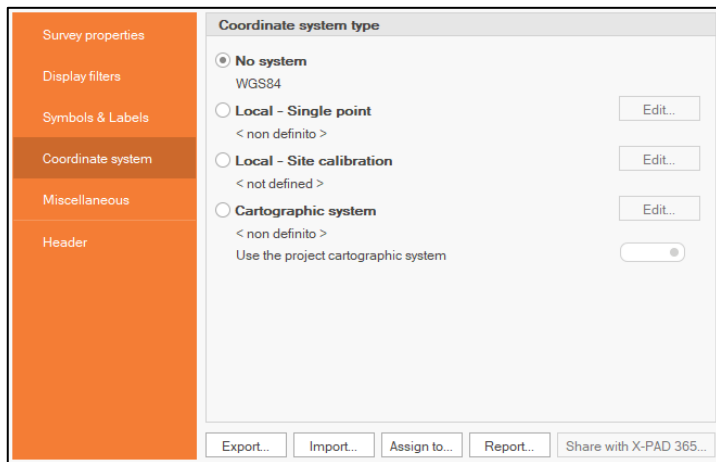 Survey properties
Display filters
Symbols & Labels
Coordinate system
Miscellaneous
Header
Coordinate system type
No system
WGS84
Local - Single point
Edit...
< non definito >
Local - Site calibration
Edit...
< not defined >
Cartographic system
Edit...
< non definito >
Use the project cartographic system
Export...
Import...
Assign to...
Report...
Share with X-PAD 365...